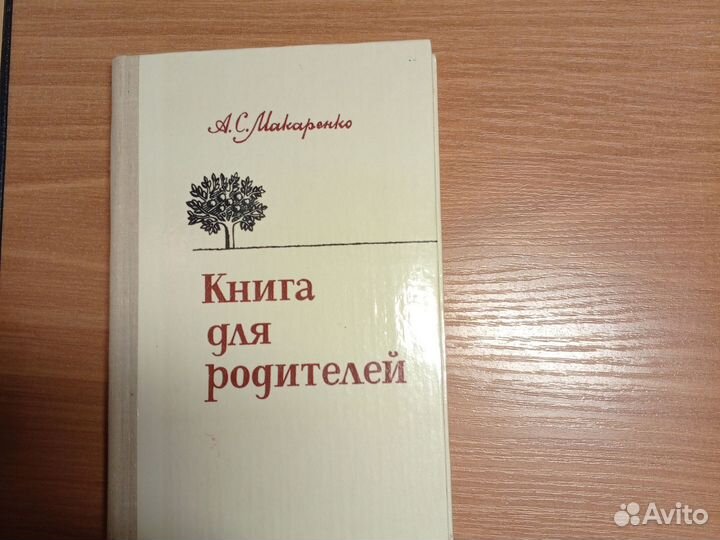 А.С.Макаренко
Книга
для
родителей
Avito